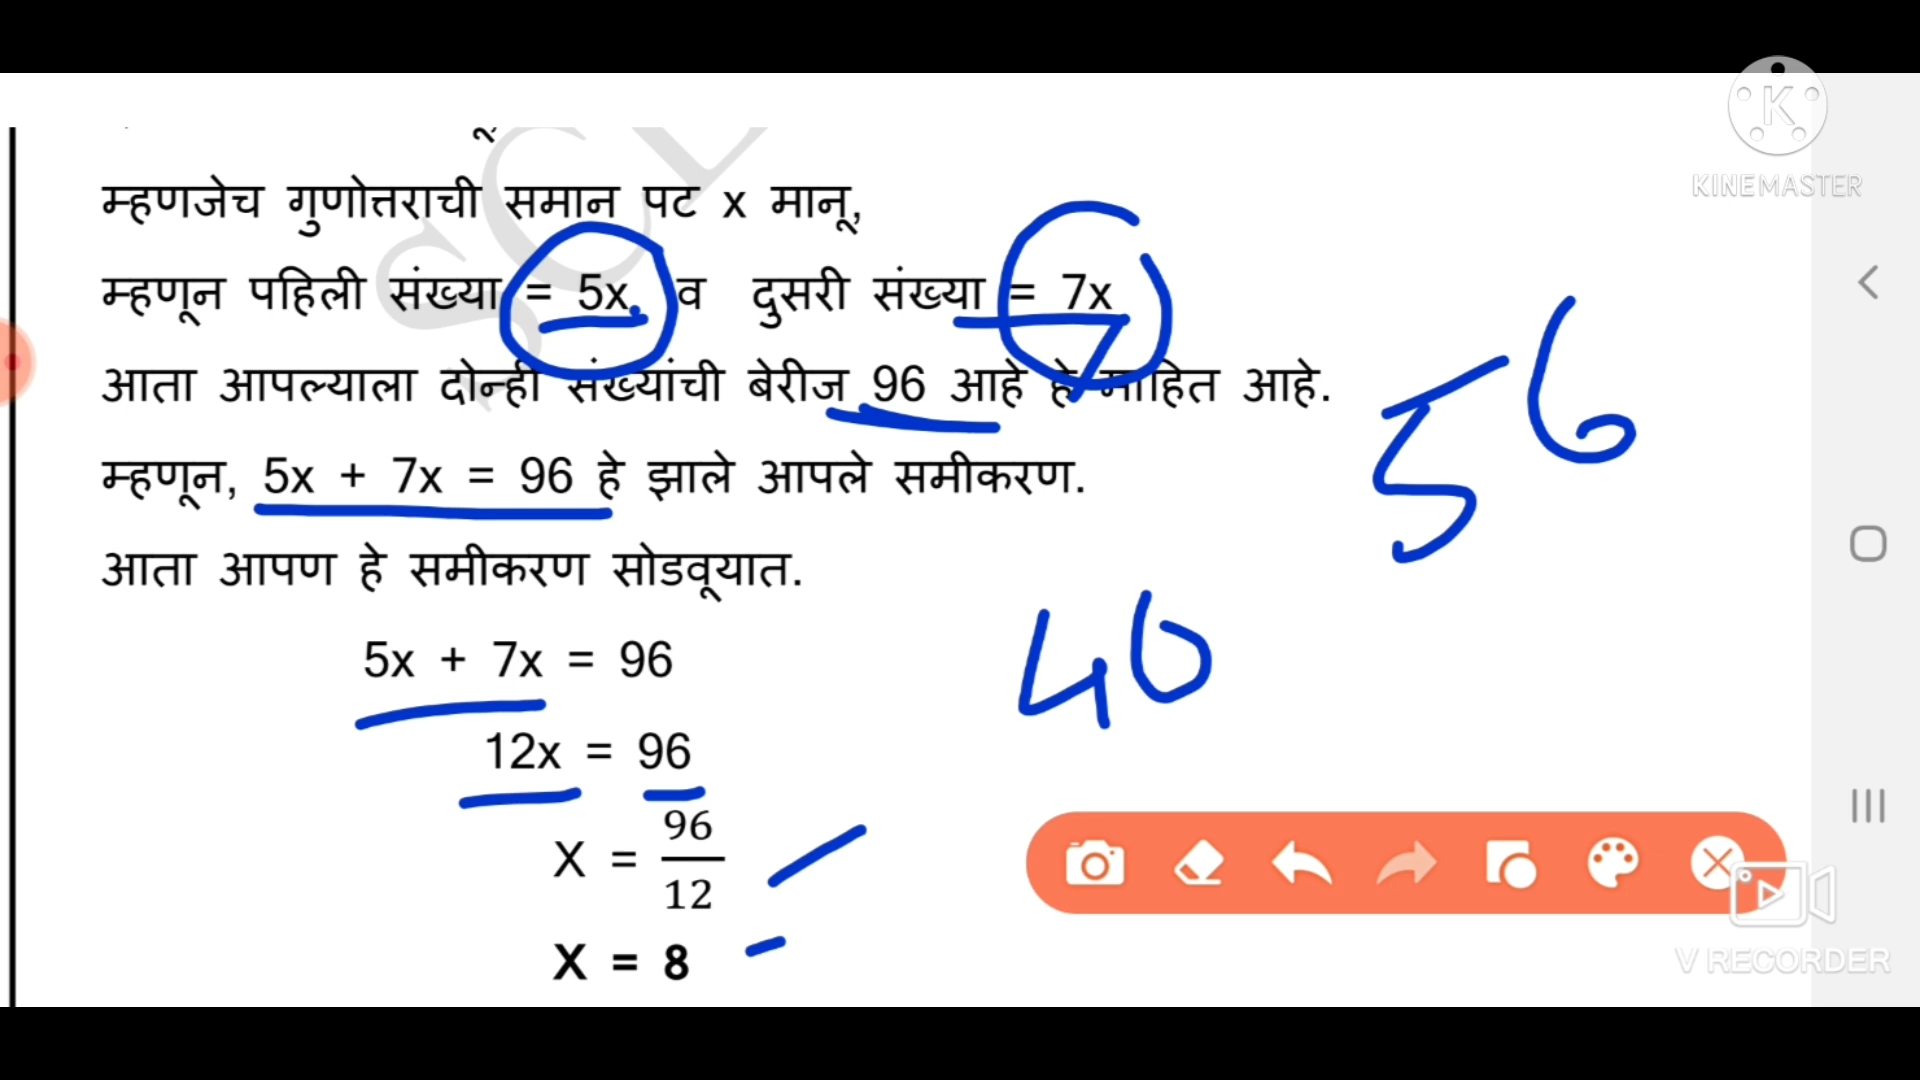 KINEMASTER
म्हणजेच गुणोत्तराची समान पट x मानू,
म्हणून पहिली संख्या = 5x, व दुसरी संख्या = 7x
आता आपल्याला दोन्ही संख्यांची बेरीज 96 आहे हे माहित आहे.
म्हणून, 5x + 7x = 96 हे झाले आपले समीकरण.
56
आता आपण हे समीकरण सोडवूयात.
5x + 7x = 96
40
12x = 96
X = 96/12
X = 8
V RECORDER